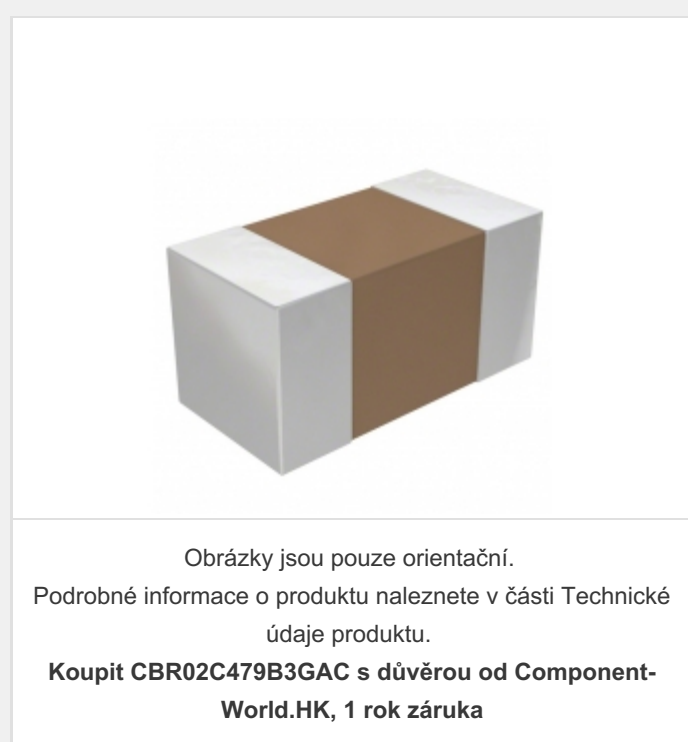 Obrázky jsou pouze orientační.
Podrobné informace o produktu naleznete v části Technické
údaje produktu.
Koupit CBR02C479B3GAC s důvěrou od Component-
World.HK, 1 rok záruka